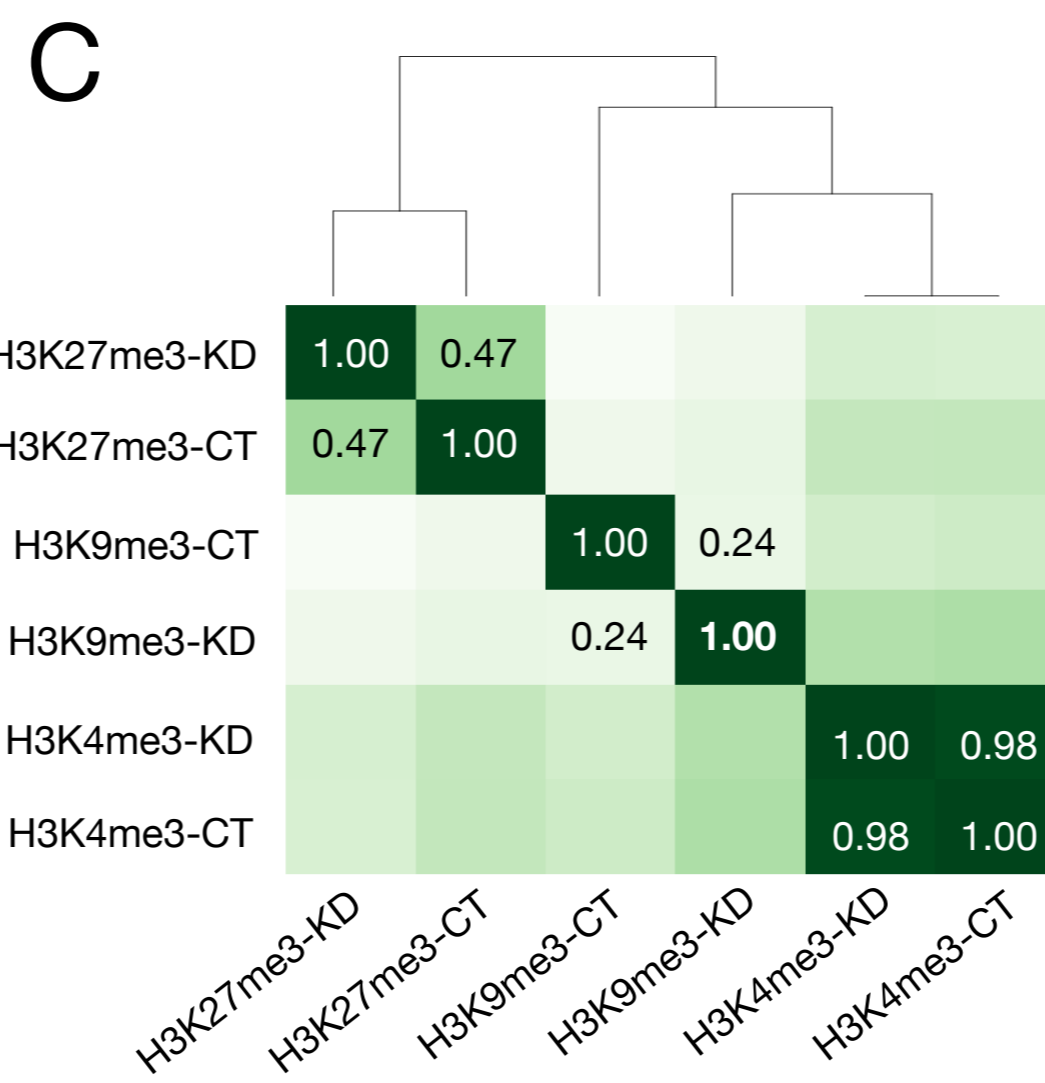 C
H3K27me3-KD 1.00 0.47
H3K27me3-CT 0.47 1.00
H3K9me3-CT 1.00 0.24
H3K9me3-KD 0.24 1.00
H3K4me3-KD 1.00 0.98
H3K4me3-CT 0.98 1.00
H3K27me3-KD H3K27me3-CT H3K9me3-CT H3K9me3-KD H3K4me3-KD H3K4me3-CT